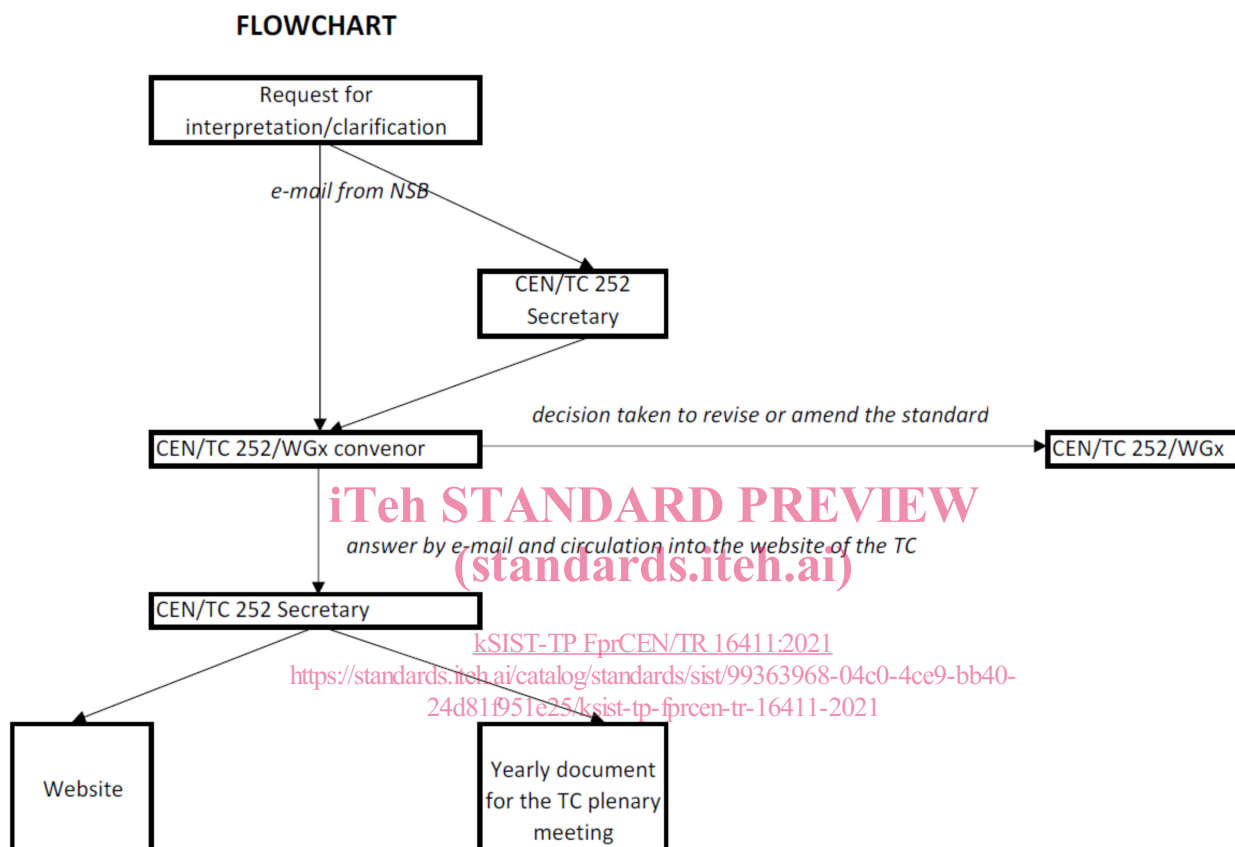 FLOWCHART
Request for
interpretation/clarification
e-mail from NSB
CEN/TC 252
Secretary
decision taken to revise or amend the standard
CEN/TC 252/WGx convenor
CEN/TC 252/WGx
iTeh STANDARD PREVIEW
answer by e-mail and circulation into the website of the TC
(standards.iteh.ai)
CEN/TC 252 Secretary
kSIST-TP FprCEN/TR 16411:2021
https://standards.iteh.ai/catalog/standards/sist/99363968-04c0-4ce9-bb40-
24d81f951e25/ksist-tp-fprcen-tr-16411-2021
Website
Yearly document
for the TC plenary
meeting